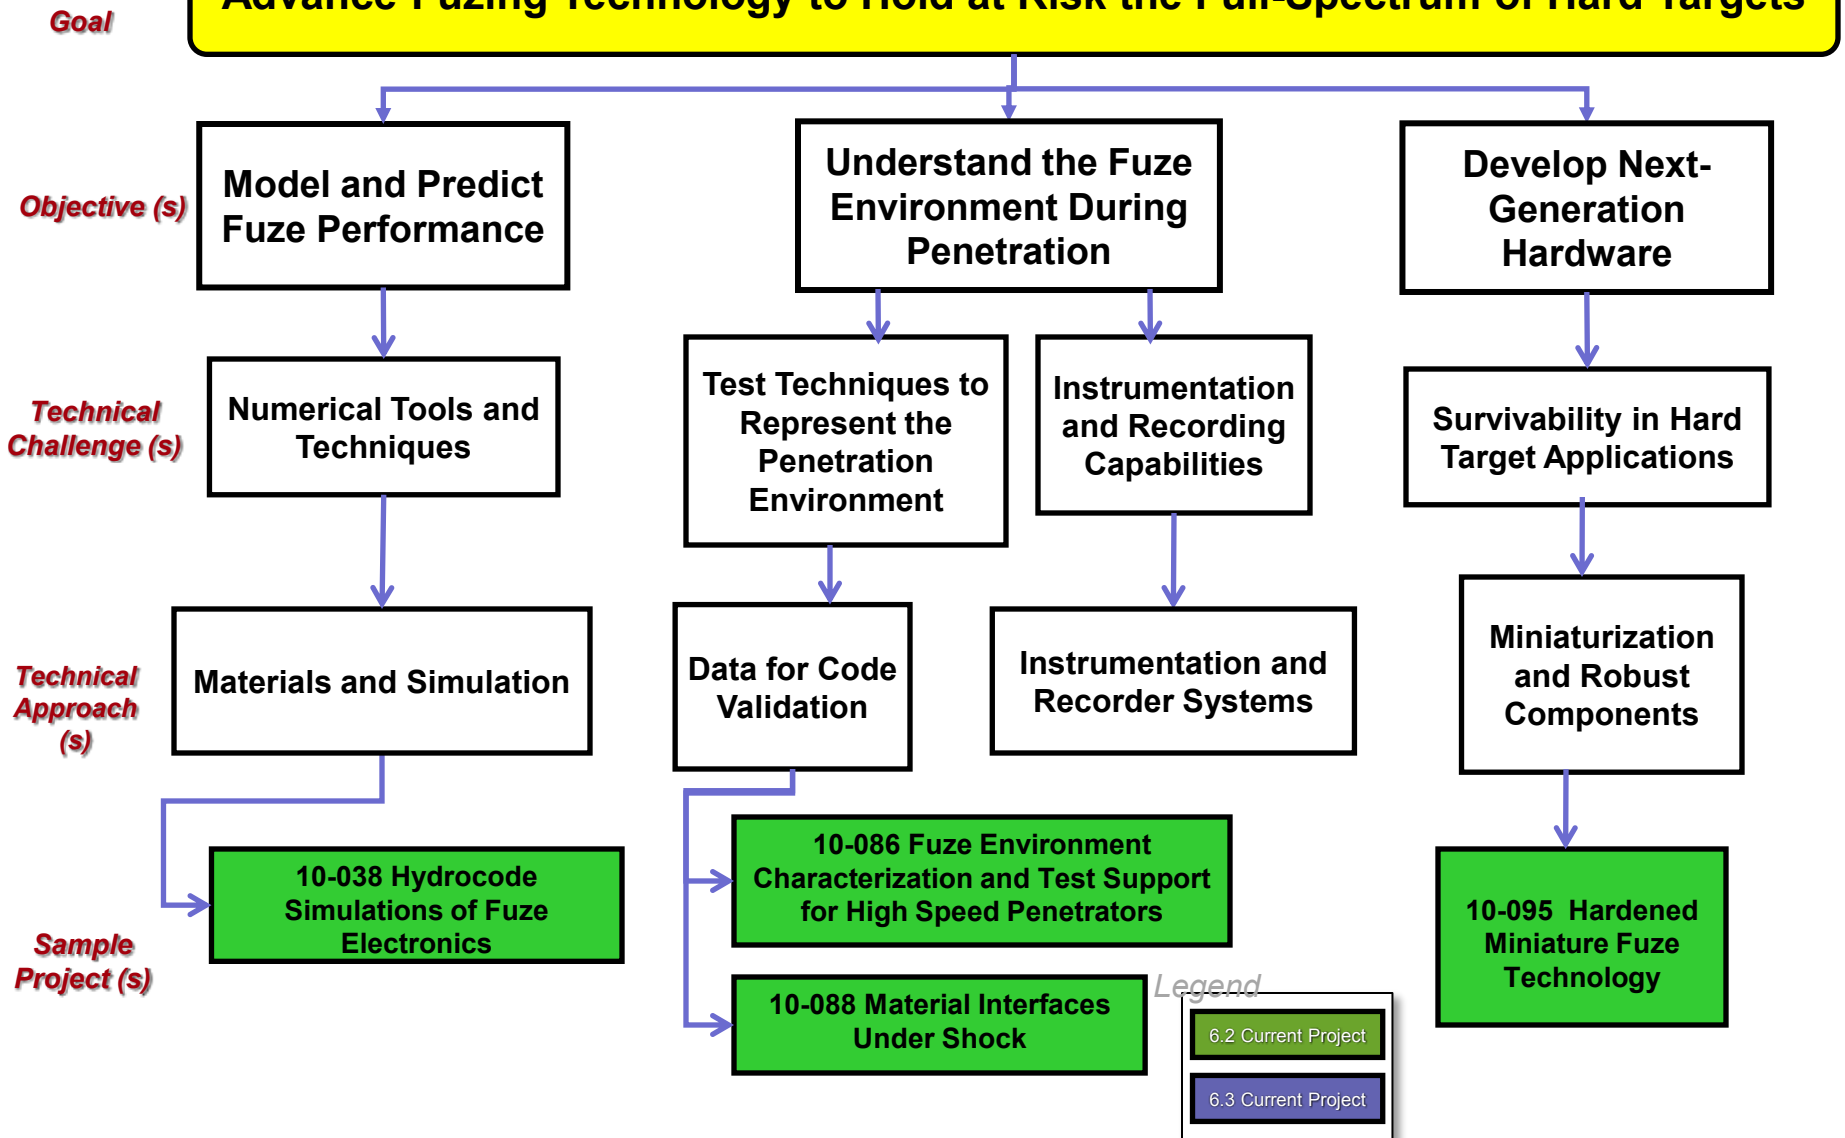 Advance Fuzing Technology to Hold at Risk the Full-Spectrum of Hard Targets
Goal
Objective (s)
Model and Predict
Fuze Performance
Understand the Fuze
Environment During
Penetration
Develop Next-
Generation
Hardware
Technical
Challenge (s)
Numerical Tools and
Techniques
Test Techniques to
Represent the
Penetration
Environment
Instrumentation
and Recording
Capabilities
Survivability in Hard
Target Applications
Technical
Approach
(s)
Materials and Simulation
Data for Code
Validation
Instrumentation and
Recorder Systems
Miniaturization
and Robust
Components
Sample
Project (s)
10-038 Hydrocode
Simulations of Fuze
Electronics
10-086 Fuze Environment
Characterization and Test Support
for High Speed Penetrators
10-088 Material Interfaces
Under Shock
10-095 Hardened
Miniature Fuze
Technology
Legend
6.2 Current Project
6.3 Current Project